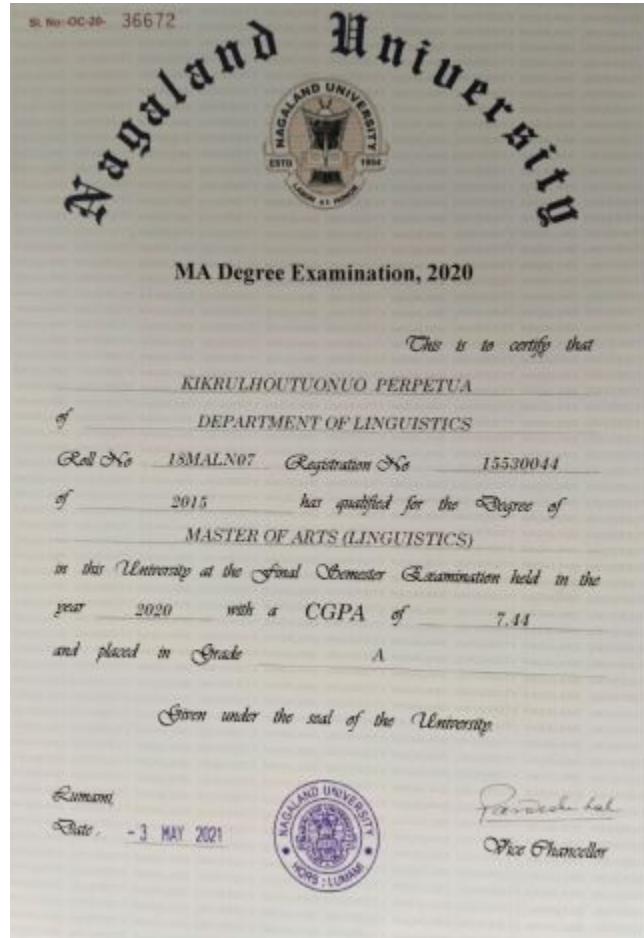 Sl. No-OC-20- 36672
Nagaland University
NAGALAND UNIVERSITY
ESTD 1994
LABOR ET HONOR
MA Degree Examination, 2020
This is to certify that
KIKRULHOUTUONUO PERPETUA
of DEPARTMENT OF LINGUISTICS
Roll No 18MALN07 Registration No 15530044
of 2015 has qualified for the Degree of
MASTER OF ARTS (LINGUISTICS)
in this University at the Final Semester Examination held in the
year 2020 with a CGPA of 7.44
and placed in Grade A
Given under the seal of the University.
Lumami,
Date. - 3 MAY 2021
NAGALAND UNIVERSITY
HQRS : LUMAMI
Vice Chancellor